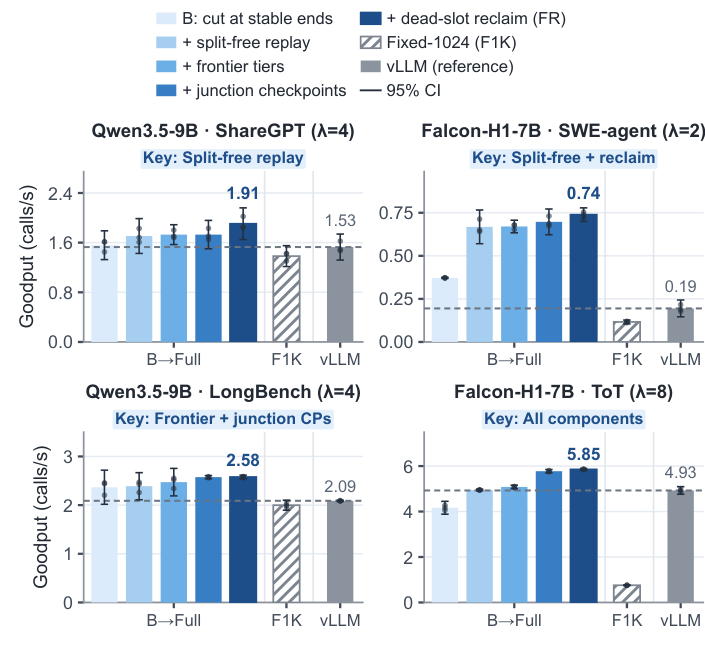 B: cut at stable ends
+ split-free replay
+ frontier tiers
+ junction checkpoints
+ dead-slot reclaim (FR)
Fixed-1024 (F1K)
vLLM (reference)
95% CI
Qwen3.5-9B · ShareGPT (λ=4)
Key: Split-free replay
Goodput (calls/s)
2.4
1.6
0.8
0.0
1.91
1.53
B→Full
F1K
vLLM
Falcon-H1-7B · SWE-agent (λ=2)
Key: Split-free + reclaim
0.75
0.50
0.25
0.00
0.74
0.19
B→Full
F1K
vLLM
Qwen3.5-9B · LongBench (λ=4)
Key: Frontier + junction CPs
Goodput (calls/s)
3
2
1
0
2.58
2.09
B→Full
F1K
vLLM
Falcon-H1-7B · ToT (λ=8)
Key: All components
6
4
2
0
5.85
4.93
B→Full
F1K
vLLM